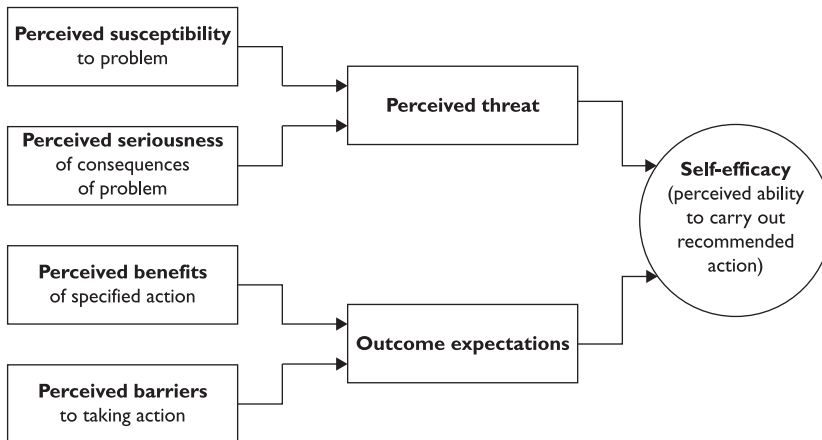 Perceived susceptibility
to problem
Perceived seriousness
of consequences
of problem
Perceived threat
Perceived benefits
of specified action
Perceived barriers
to taking action
Outcome expectations
Self-efficacy
(perceived ability
to carry out
recommended
action)